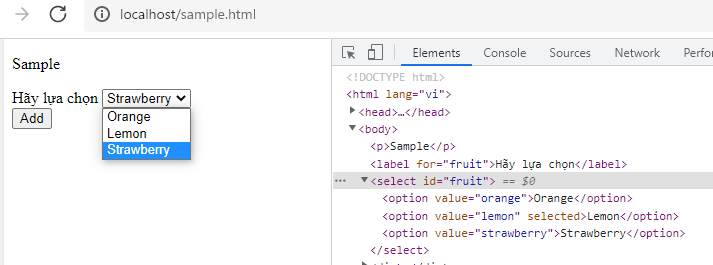 localhost/sample.html
Sample
Hãy lựa chọn Strawberry
Add
Orange
Lemon
Strawberry
Elements Console Sources Network Perfor
<!DOCTYPE html>
<html lang="vi">
<head>…</head>
<body>
<p>Sample</p>
<label for="fruit">Hãy lựa chọn</label>
… <select id="fruit"> == $0
<option value="orange">Orange</option>
<option value="lemon" selected>Lemon</option>
<option value="strawberry">Strawberry</option>
</select>